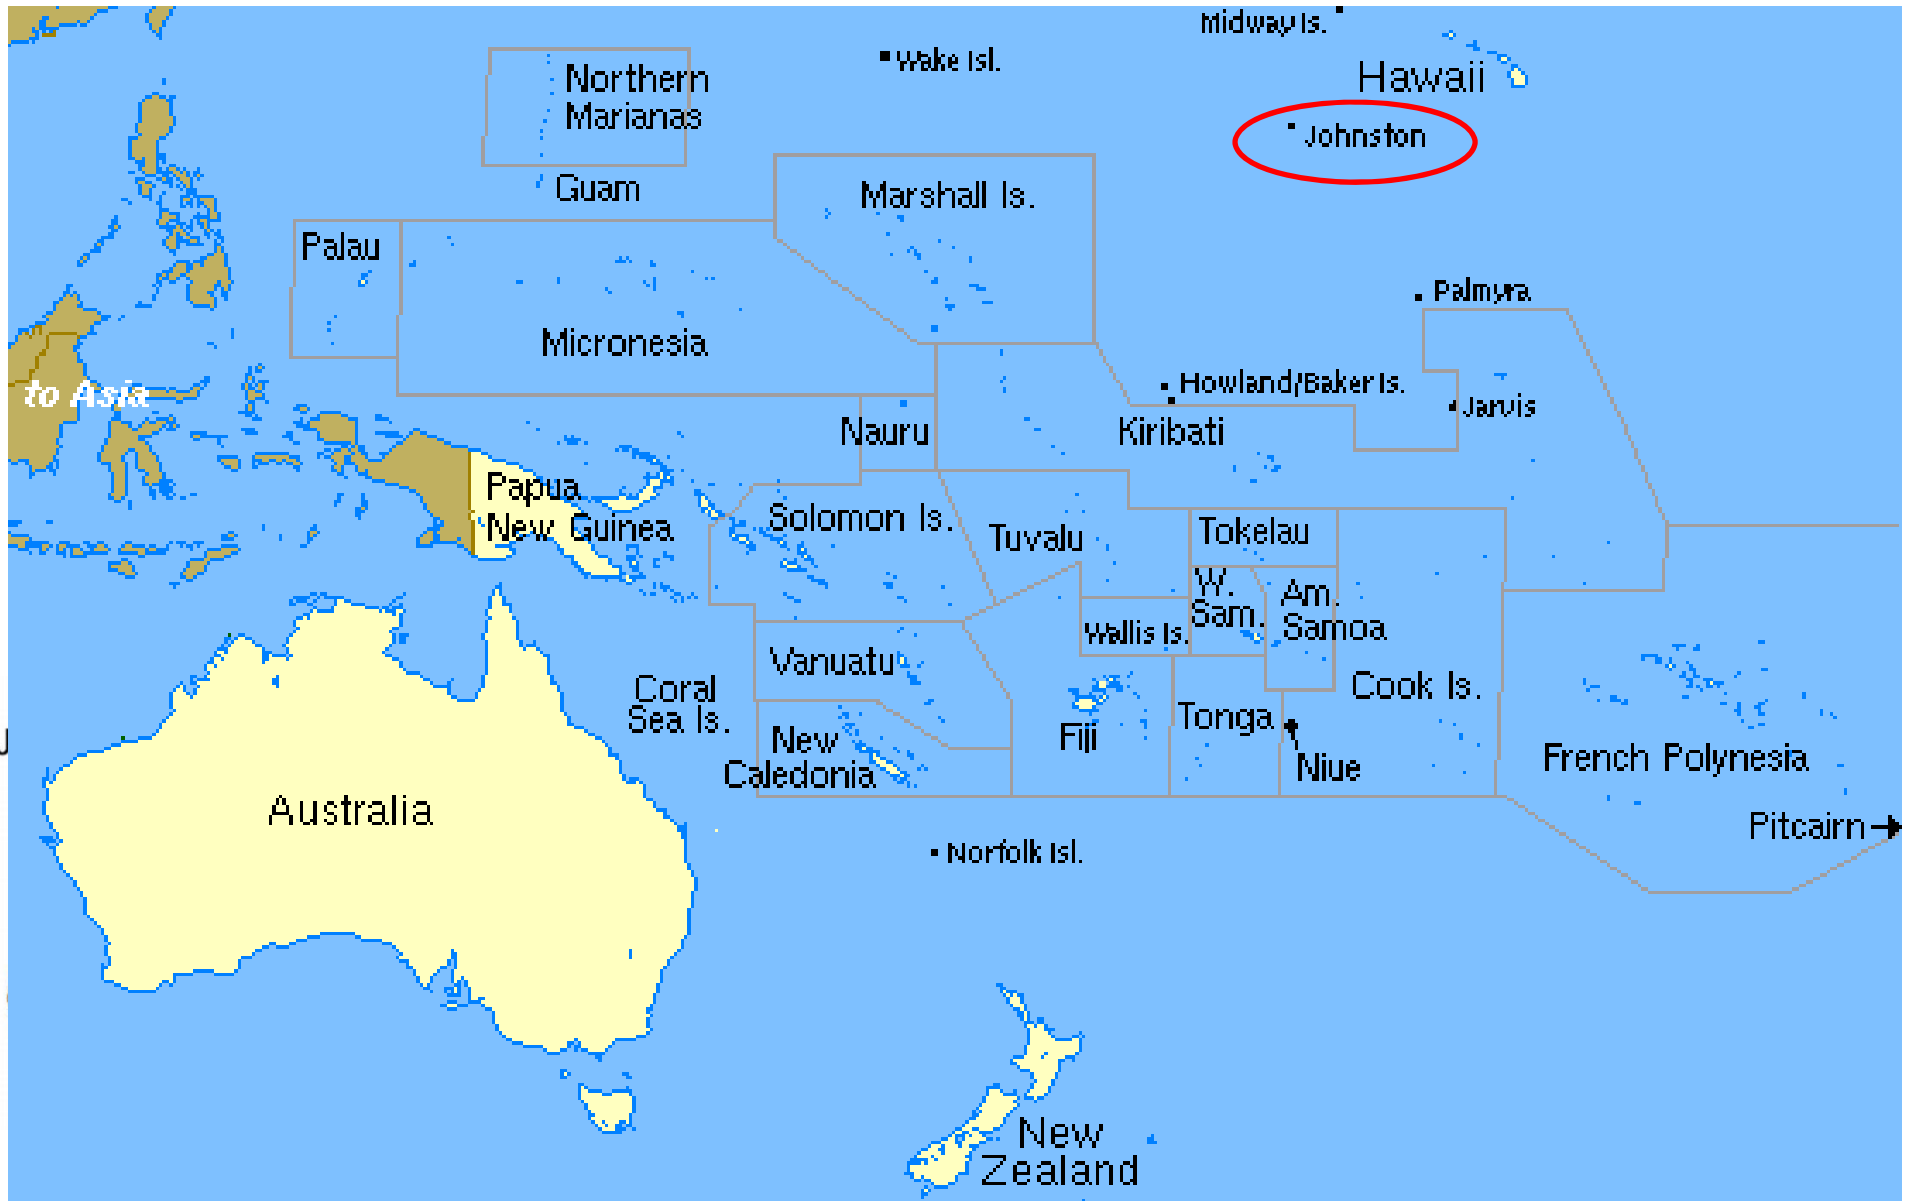 Midway Is.
Wake Isl.
Hawaii
Northern
Marianas
Johnston
Guam
Marshall Is.
Palau
Palmyra
Micronesia
Howland/Baker Is.
to Asia
Jarvis
Nauru
Kiribati
Papua
New Guinea
Solomon Is.
Tuvalu
Tokelau
W.
Sam.
Am.
Samoa
Wallis Is.
Vanuatu
Coral
Sea Is.
Cook Is.
Tonga
New
Caledonia
Fiji
Niue
French Polynesia
Australia
Pitcairn
Norfolk Isl.
New
Zealand